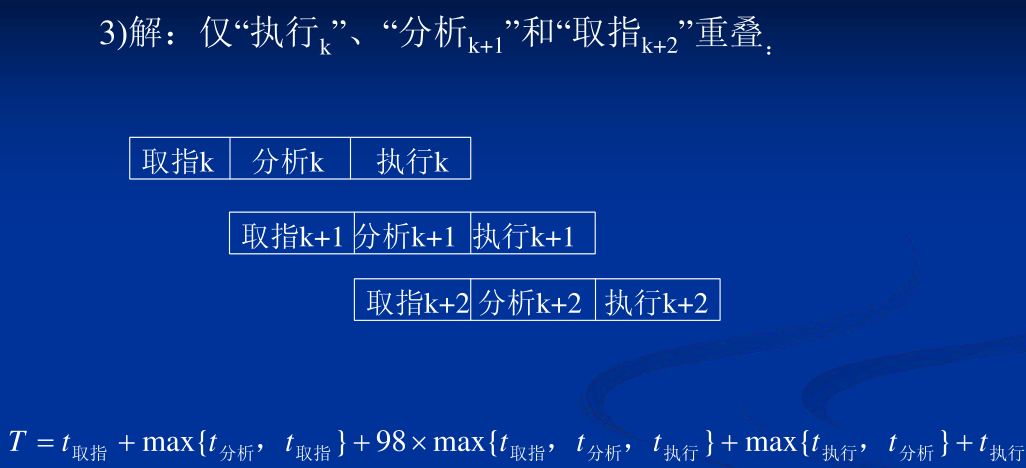 3)解：仅“执行k”、“分析k+1”和“取指k+2”重叠：
取指k 分析k 执行k
取指k+1 分析k+1 执行k+1
取指k+2 分析k+2 执行k+2
T = t取指 + max{t分析，t取指} + 98 × max{t取指，t分析，t执行} + max{t执行，t分析} + t执行